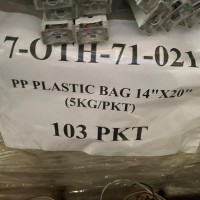 7-OTH-71-021
PP PLASTIC BAG 14"X20"
(5KG/PKT)
103 PKT